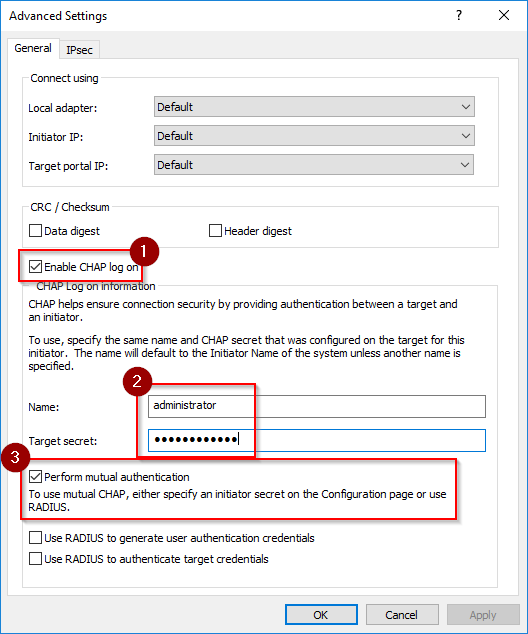 Advanced Settings
General
IPsec
Connect using
Local adapter:
Default
Initiator IP:
Default
Target portal IP:
Default
CRC / Checksum
Data digest
Header digest
1
Enable CHAP log on
CHAP Log on information
CHAP helps ensure connection security by providing authentication between a target and
an initiator.
To use, specify the same name and CHAP secret that was configured on the target for this
initiator. The name will default to the Initiator Name of the system unless another name is
specified.
2
Name:
administrator
Target secret:
••••••••••••
3
Perform mutual authentication
To use mutual CHAP, either specify an initiator secret on the Configuration page or use
RADIUS.
Use RADIUS to generate user authentication credentials
Use RADIUS to authenticate target credentials
OK
Cancel
Apply